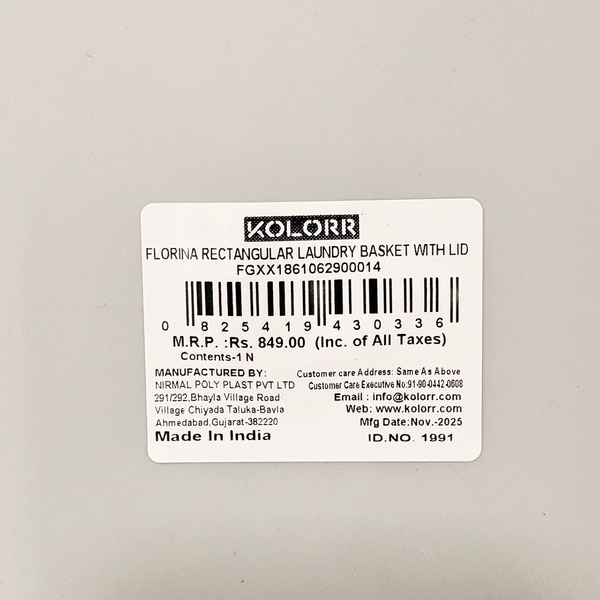 KOLORR
FLORINA RECTANGULAR LAUNDRY BASKET WITH LID
FGXX1861062900014
0 825419 430336
M.R.P. :Rs. 849.00 (Inc. of All Taxes)
Contents-1 N
MANUFACTURED BY:
NIRMAL POLY PLAST PVT LTD
291/292,Bhayla Village Road
Village Chiyada Taluka-Bavla
Ahmedabad,Gujarat-382220
Made In India
Customer care Address: Same As Above
Customer Care Executive No:91-90-0442-0608
Email : info@kolorr.com
Web: www.kolorr.com
Mfg Date:Nov.-2025
ID.NO. 1991